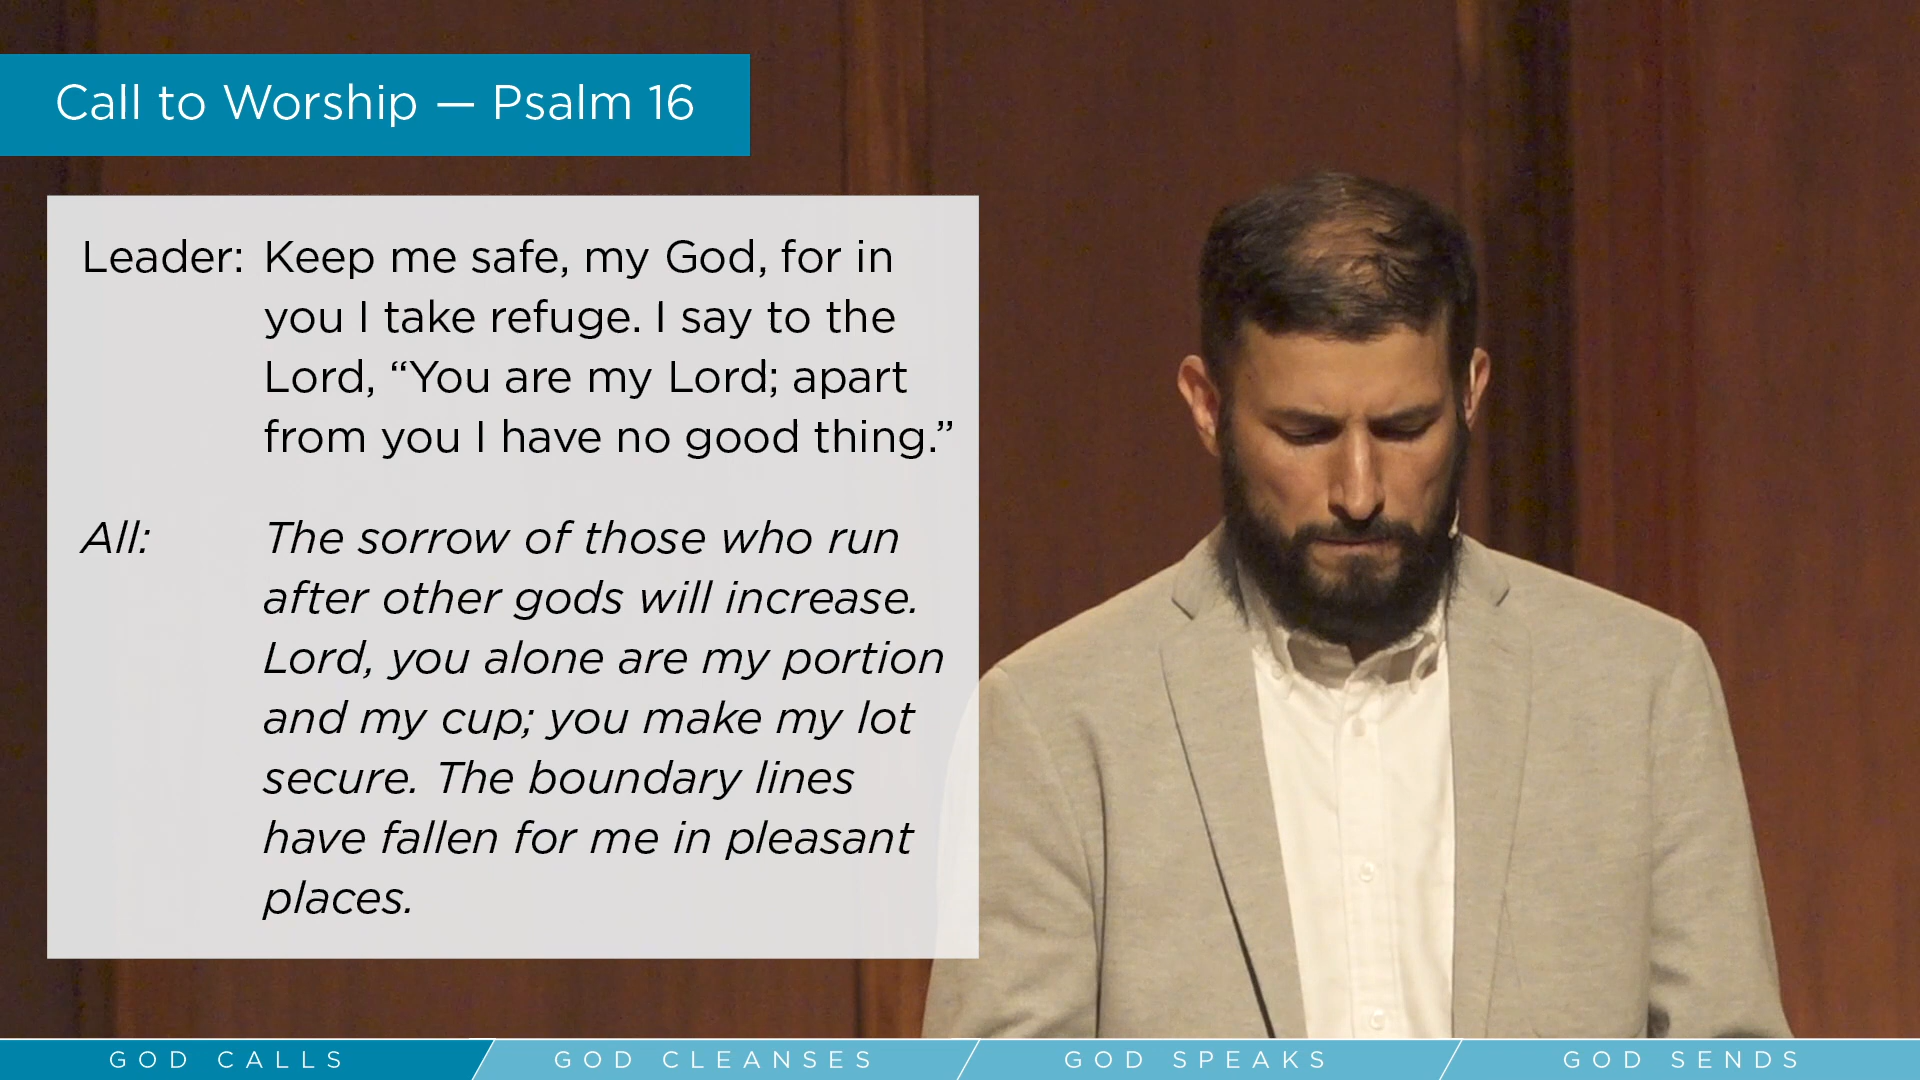 Call to Worship — Psalm 16
Leader: Keep me safe, my God, for in
you I take refuge. I say to the
Lord, “You are my Lord; apart
from you I have no good thing.”
All: The sorrow of those who run
after other gods will increase.
Lord, you alone are my portion
and my cup; you make my lot
secure. The boundary lines
have fallen for me in pleasant
places.
GOD CALLS GOD CLEANSES GOD SPEAKS GOD SENDS